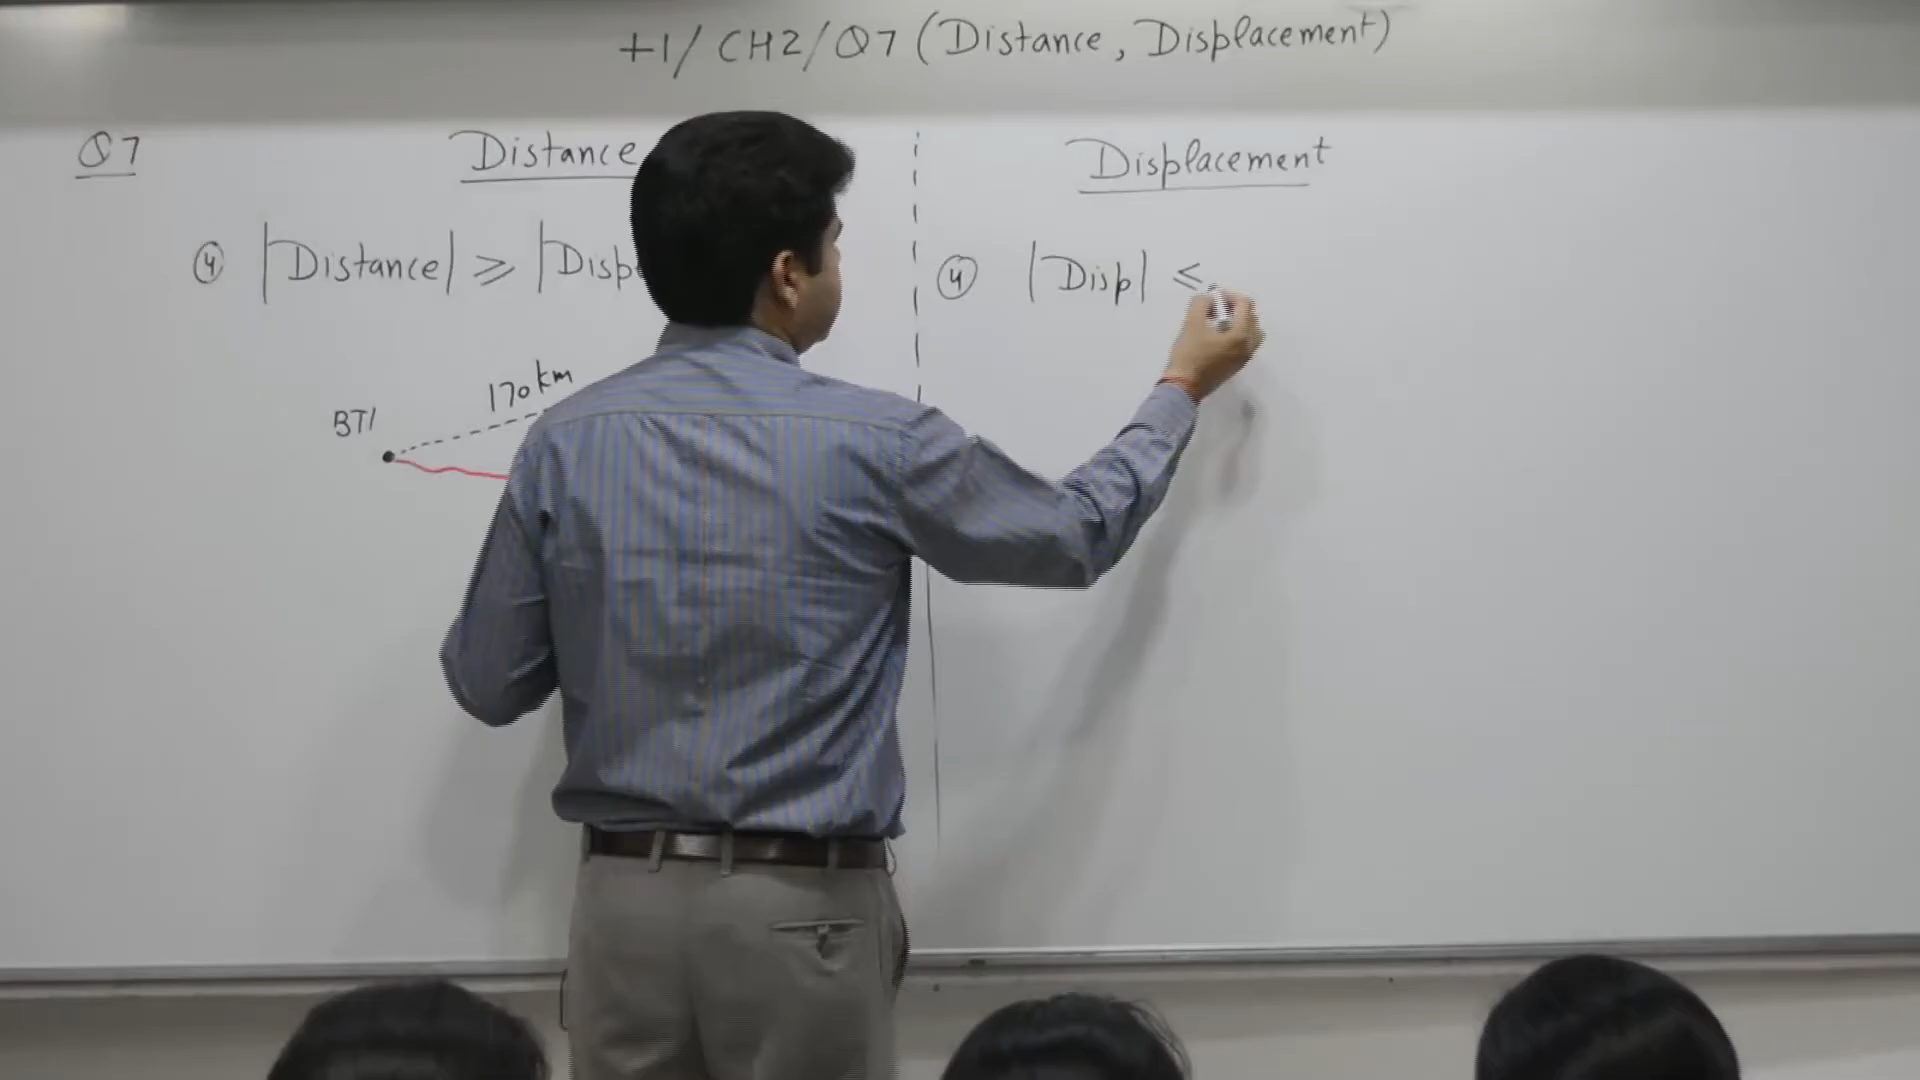 +1/ CH2/Q7 (Distance, Displacement)
Q7
Distance
Displacement
④ |Distance| ⩾ |Disp
④ |Disp| ⩽
170 km
BTI